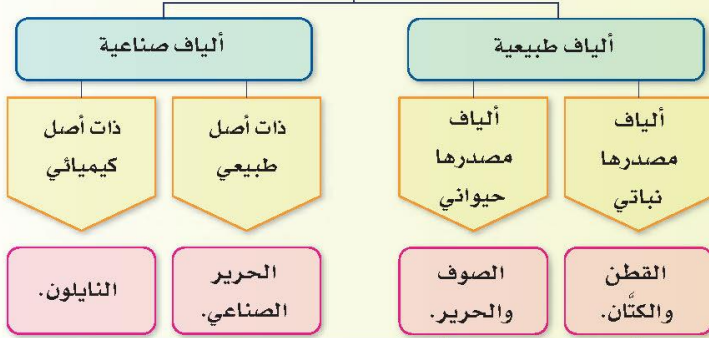 ألياف طبيعية
ألياف صناعية
ألياف
مصدرها
نباتي
ألياف
مصدرها
حيواني
ذات أصل
طبيعي
ذات أصل
كيميائي
القطن
والكتَّان.
الصوف
والحرير.
الحرير
الصناعي.
النايلون.